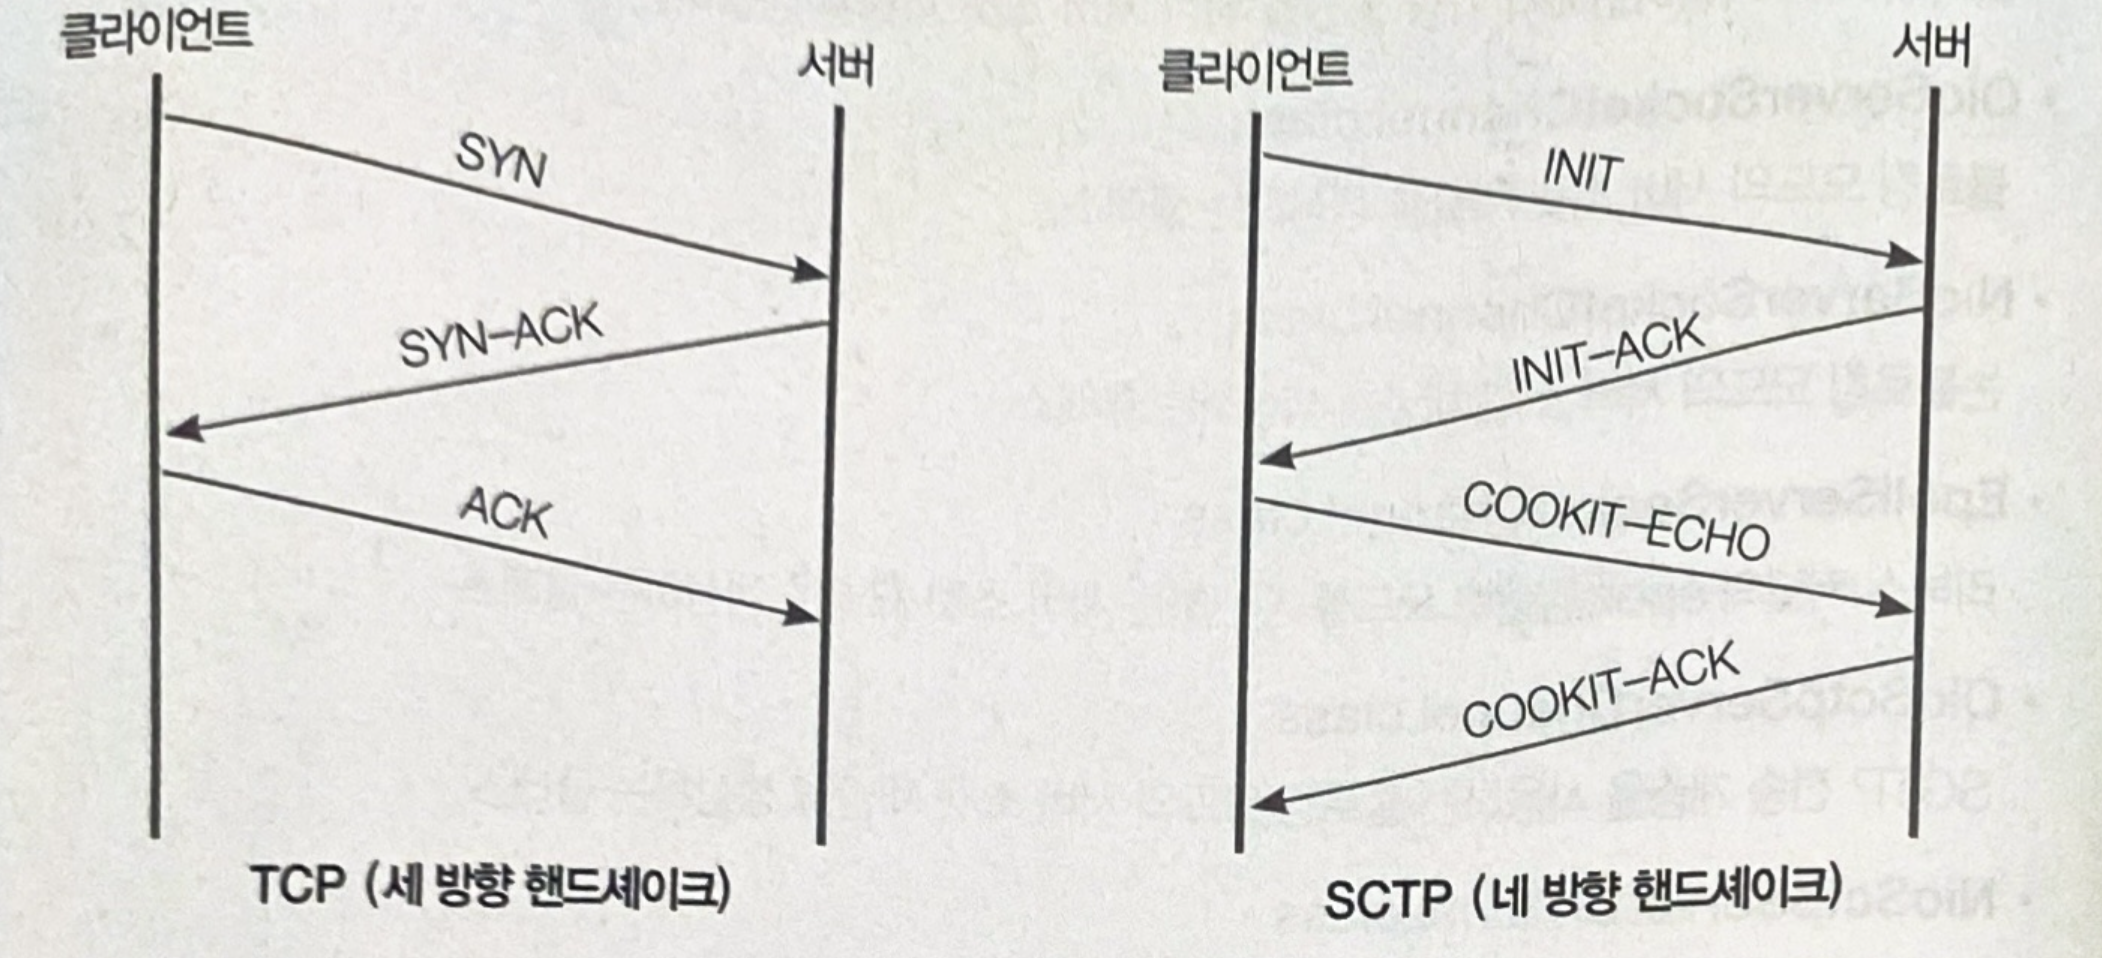 클라이언트
서버
SYN
SYN-ACK
ACK
TCP (세 방향 핸드셰이크)
클라이언트
서버
INIT
INIT-ACK
COOKIT-ECHO
COOKIT-ACK
SCTP (네 방향 핸드셰이크)